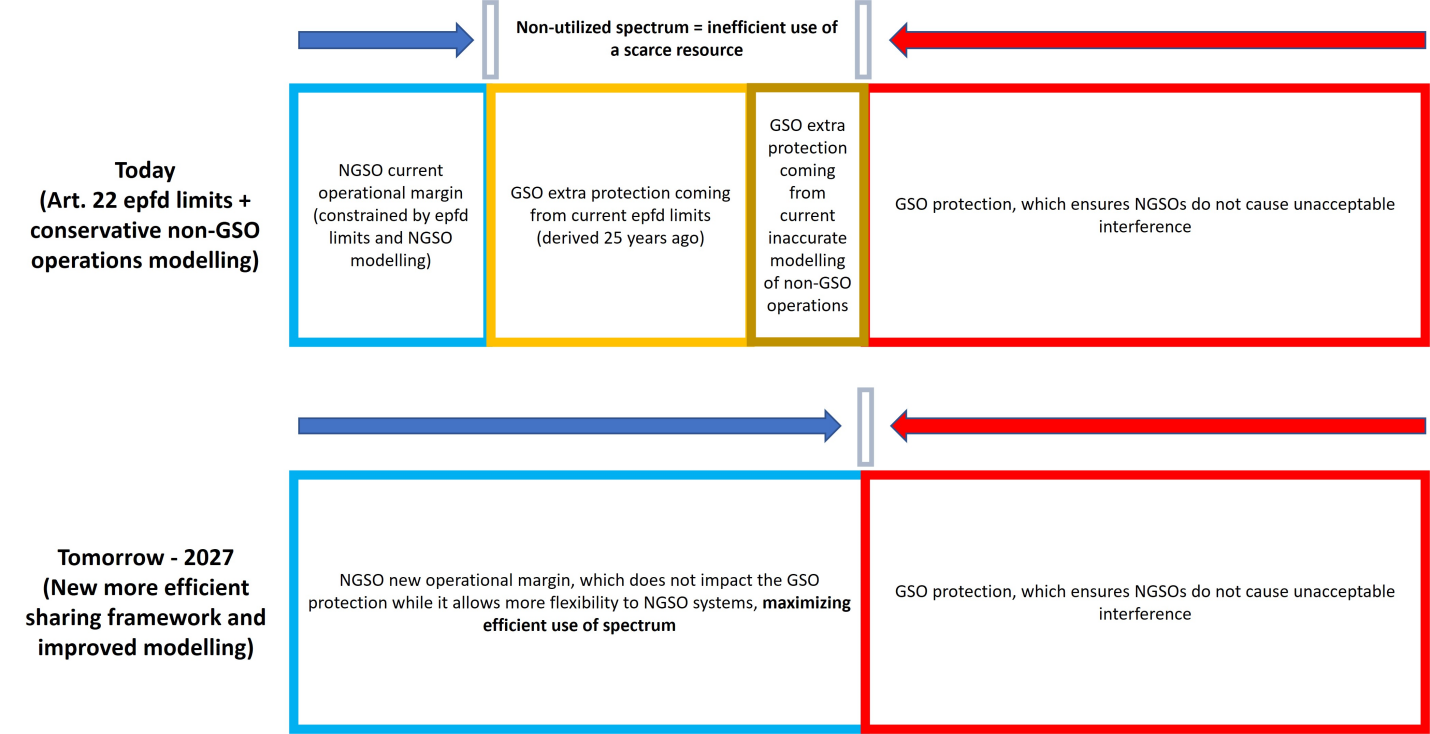 Non-utilized spectrum = inefficient use of
a scarce resource
Today
(Art. 22 epfd limits +
conservative non-GSO
operations modelling)
NGSO current
operational margin
(constrained by epfd
limits and NGSO
modelling)
GSO extra protection coming
from current epfd limits
(derived 25 years ago)
GSO extra
protection
coming
from
current
inaccurate
modelling
of non-GSO
operations
GSO protection, which ensures NGSOs do not cause unacceptable
interference
Tomorrow - 2027
(New more efficient
sharing framework and
improved modelling)
NGSO new operational margin, which does not impact the GSO
protection while it allows more flexibility to NGSO systems, maximizing
efficient use of spectrum
GSO protection, which ensures NGSOs do not cause unacceptable
interference